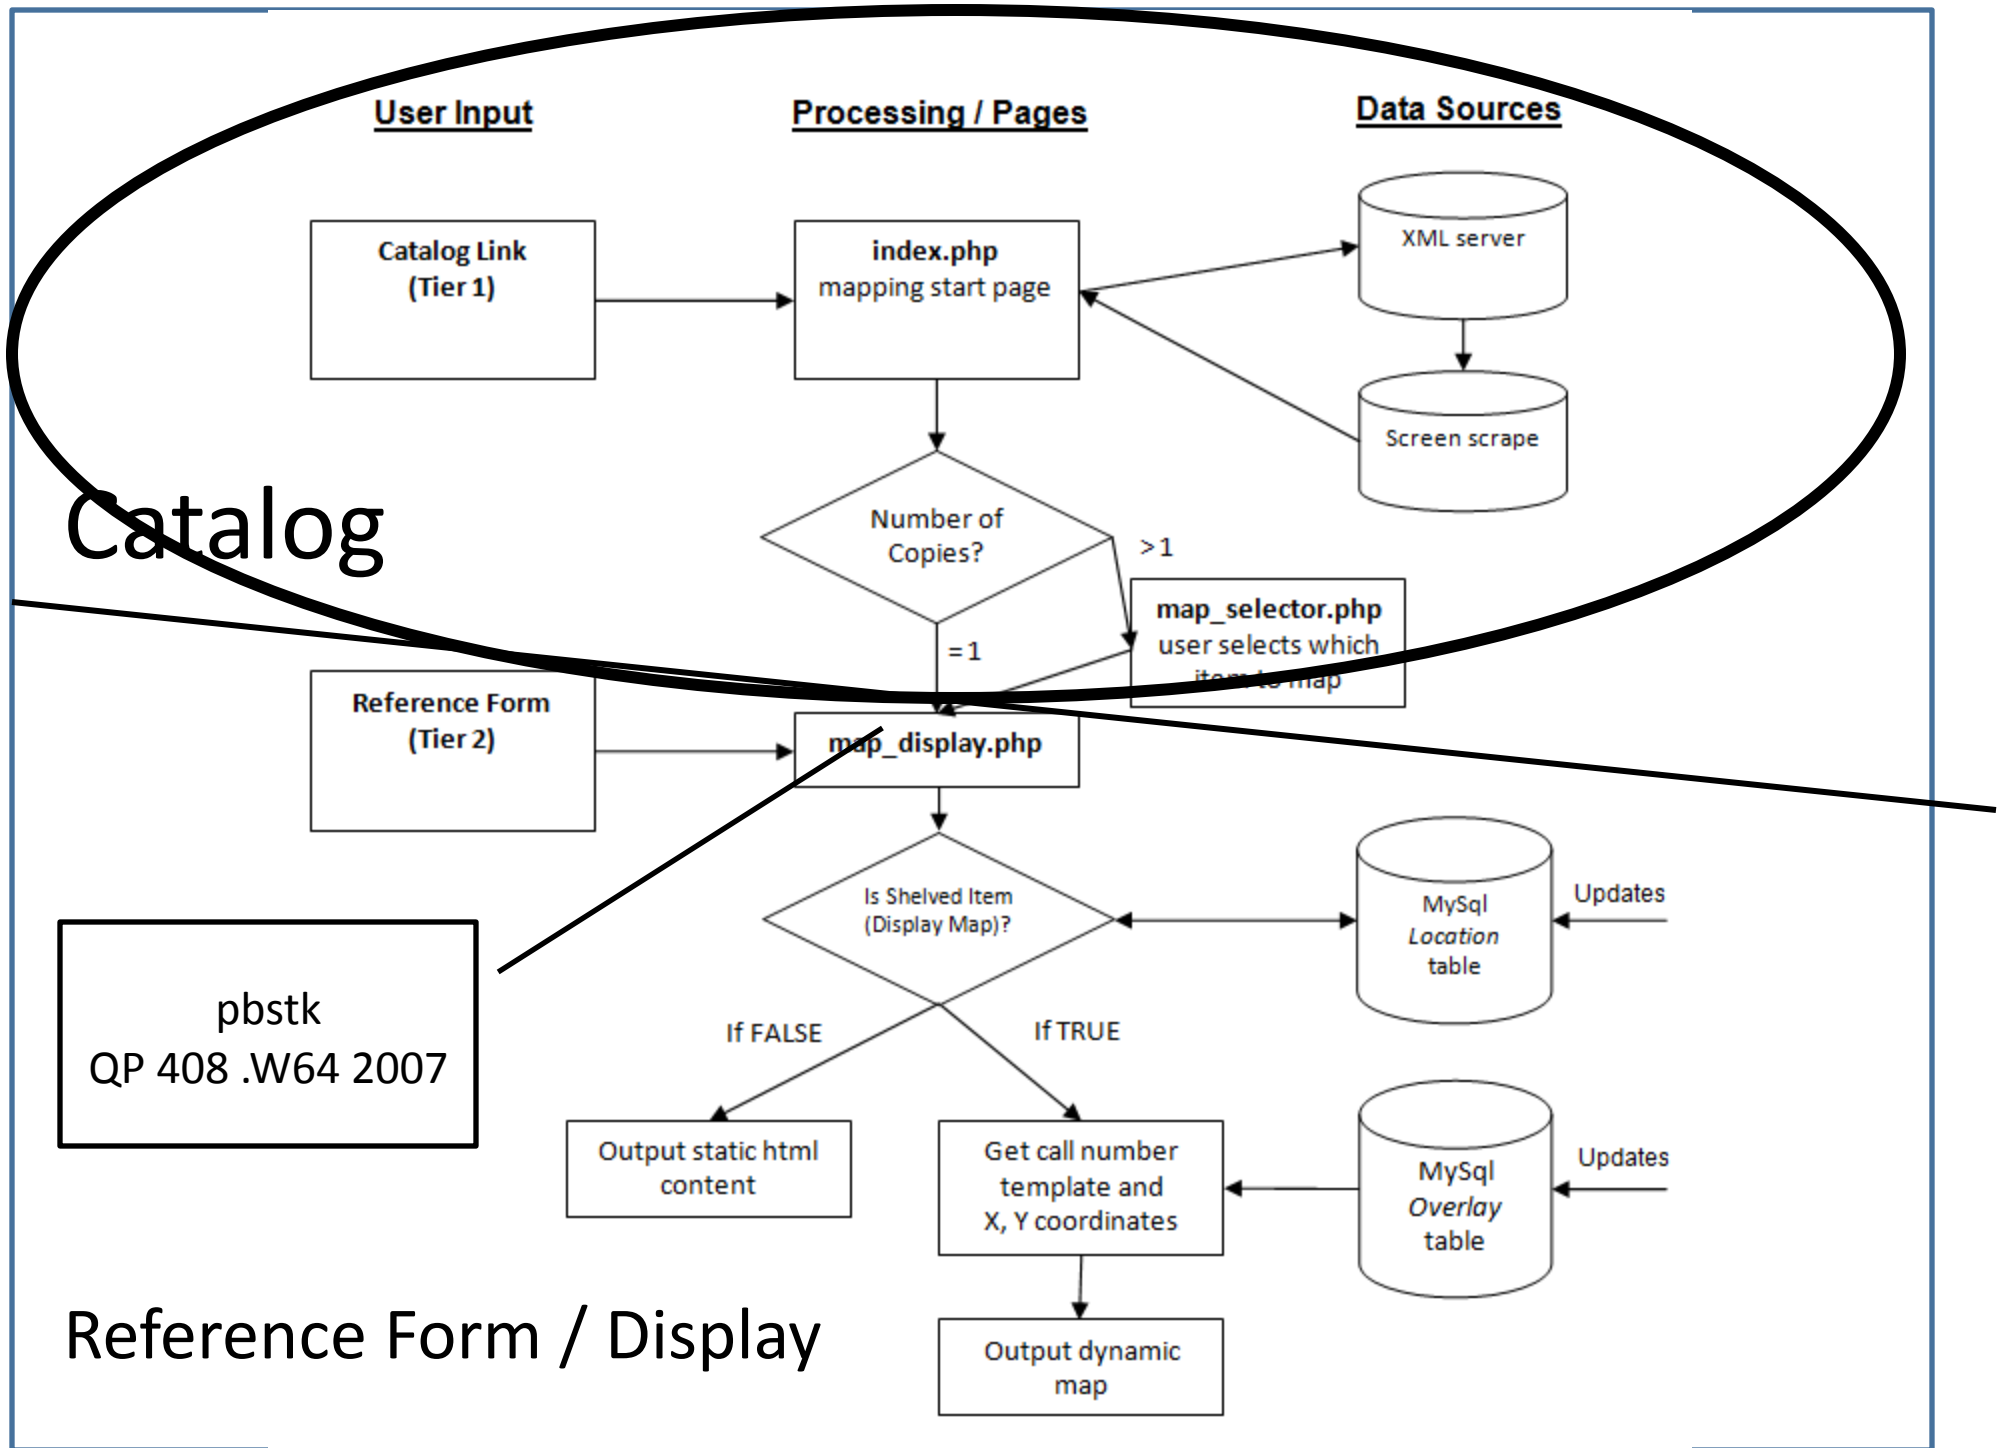 User Input
Processing / Pages
Data Sources
Catalog Link
(Tier 1)
index.php
mapping start page
XML server
Screen scrape
Catalog
Number of
Copies?
>1
=1
map_selector.php
user selects which
item to map
Reference Form
(Tier 2)
map_display.php
Is Shelved Item
(Display Map)?
MySql
Location
table
Updates
pbstk
QP 408 .W64 2007
If FALSE
If TRUE
Output static html
content
Get call number
template and
X, Y coordinates
MySql
Overlay
table
Updates
Reference Form / Display
Output dynamic
map